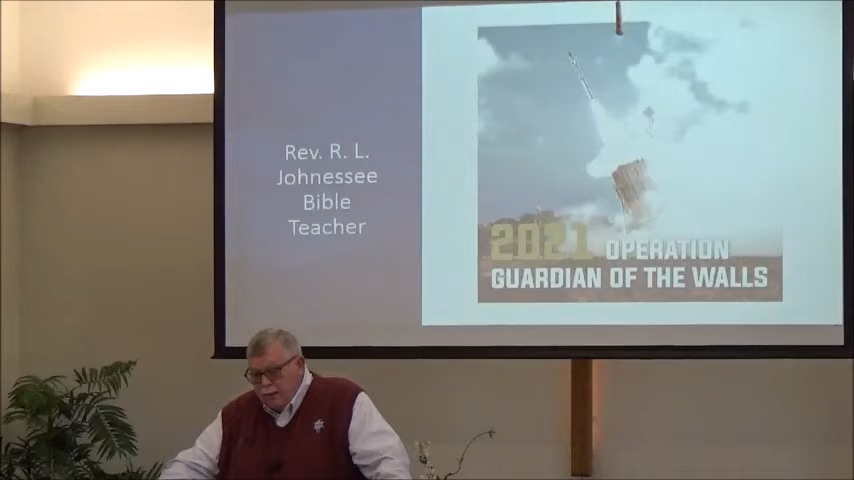 Rev. R. L.
Johnessee
Bible
Teacher
2021 OPERATION
GUARDIAN OF THE WALLS